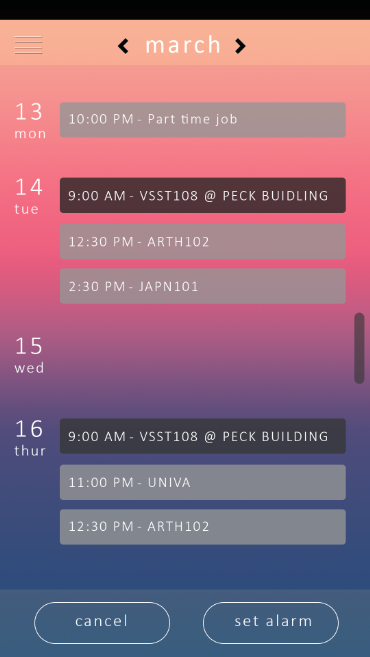 march
13
mon
10:00 PM - Part time job
14
tue
9:00 AM - VSST108 @ PECK BUIDLING
12:30 PM - ARTH102
2:30 PM - JAPN101
15
wed
16
thur
9:00 AM - VSST108 @ PECK BUILDING
11:00 PM - UNIVA
12:30 PM - ARTH102
cancel
set alarm